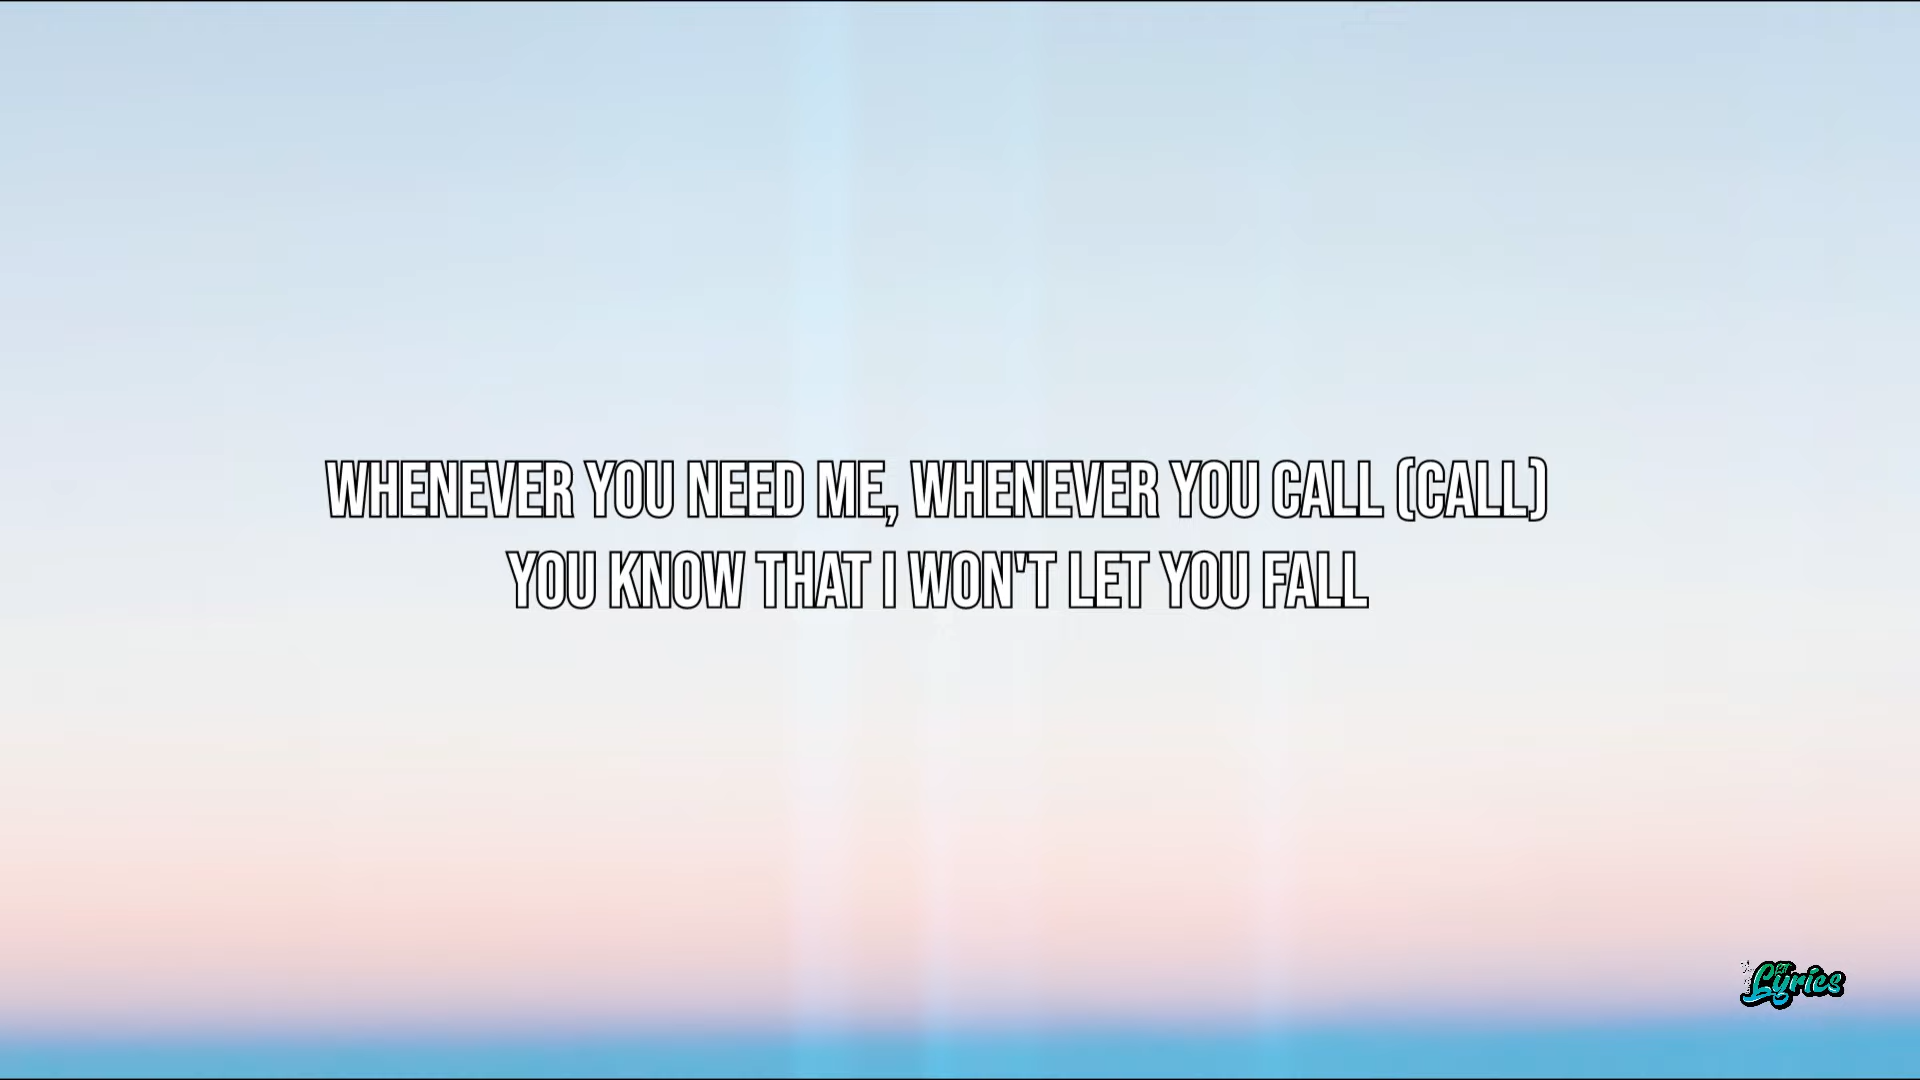 WHENEVER YOU NEED ME, WHENEVER YOU CALL (CALL)
YOU KNOW THAT I WON'T LET YOU FALL
Lyrics